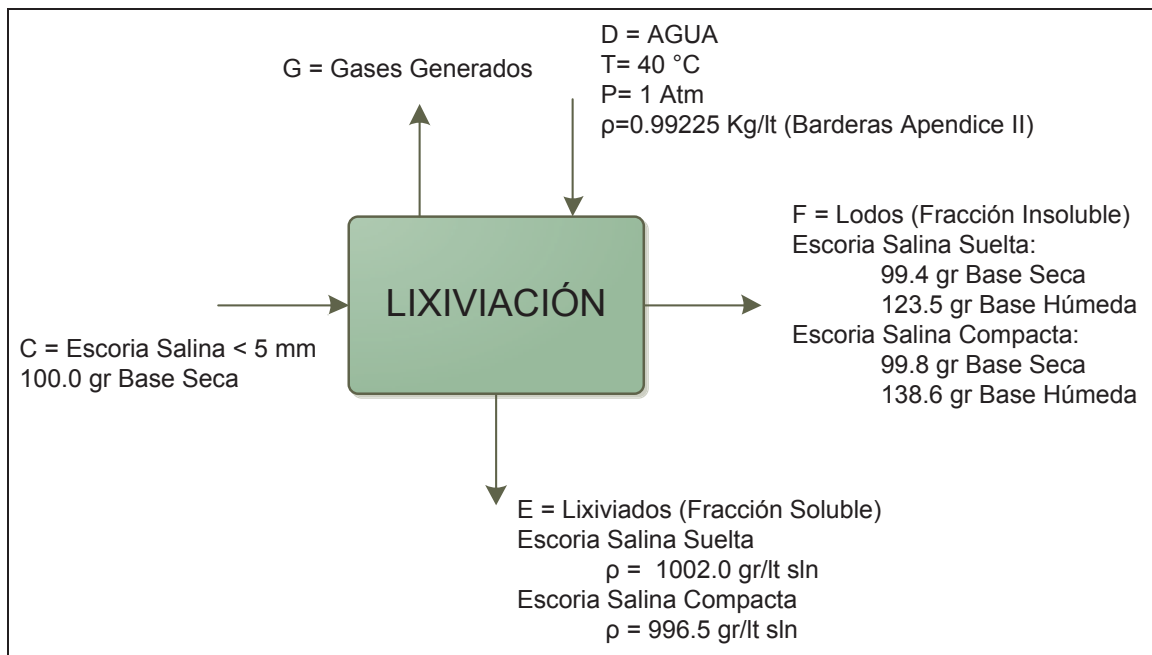 G = Gases Generados
D = AGUA
T= 40 °C
P= 1 Atm
ρ=0.99225 Kg/lt (Barderas Apendice II)
LIXIVIACIÓN
C = Escoria Salina < 5 mm
100.0 gr Base Seca
F = Lodos (Fracción Insoluble)
Escoria Salina Suelta:
99.4 gr Base Seca
123.5 gr Base Húmeda
Escoria Salina Compacta:
99.8 gr Base Seca
138.6 gr Base Húmeda
E = Lixiviados (Fracción Soluble)
Escoria Salina Suelta
ρ =  1002.0 gr/lt sln
Escoria Salina Compacta
ρ = 996.5 gr/lt sln